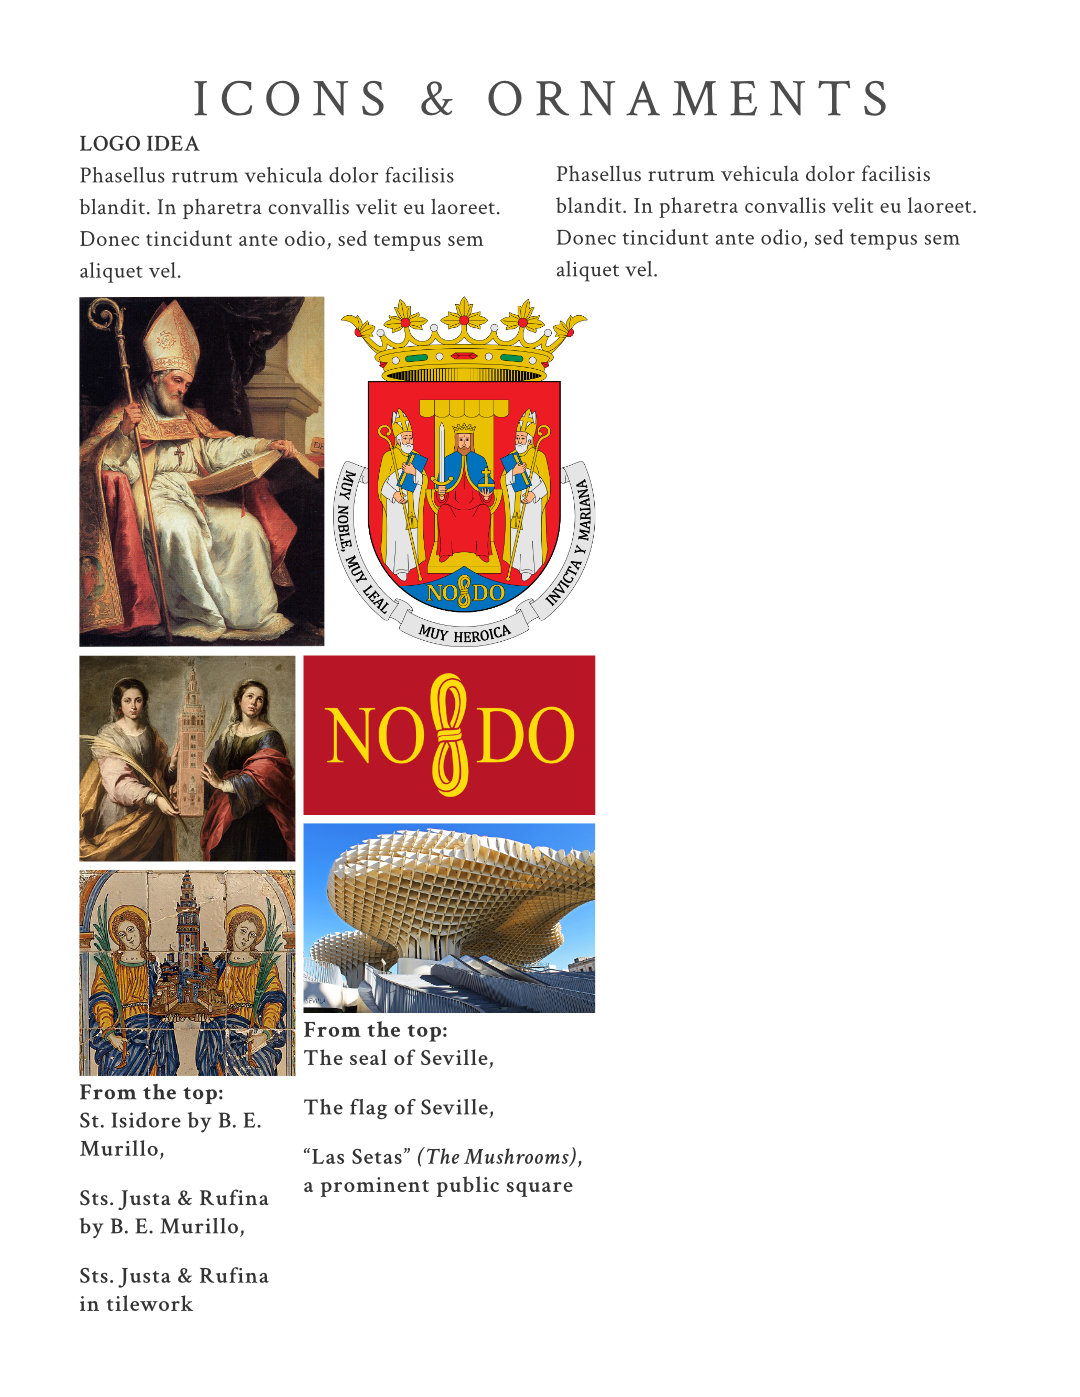 ICONS & ORNAMENTS
LOGO IDEA
Phasellus rutrum vehicula dolor facilisis
blandit. In pharetra convallis velit eu laoreet.
Donec tincidunt ante odio, sed tempus sem
aliquet vel.
Phasellus rutrum vehicula dolor facilisis
blandit. In pharetra convallis velit eu laoreet.
Donec tincidunt ante odio, sed tempus sem
aliquet vel.
MUY NOBLE, MUY LEAL
MUY HEROICA
INVICTA Y MARIANA
NO DO
NO DO
From the top:
St. Isidore by B. E.
Murillo,
Sts. Justa & Rufina
by B. E. Murillo,
Sts. Justa & Rufina
in tilework
From the top:
The seal of Seville,
The flag of Seville,
“Las Setas” (The Mushrooms),
a prominent public square